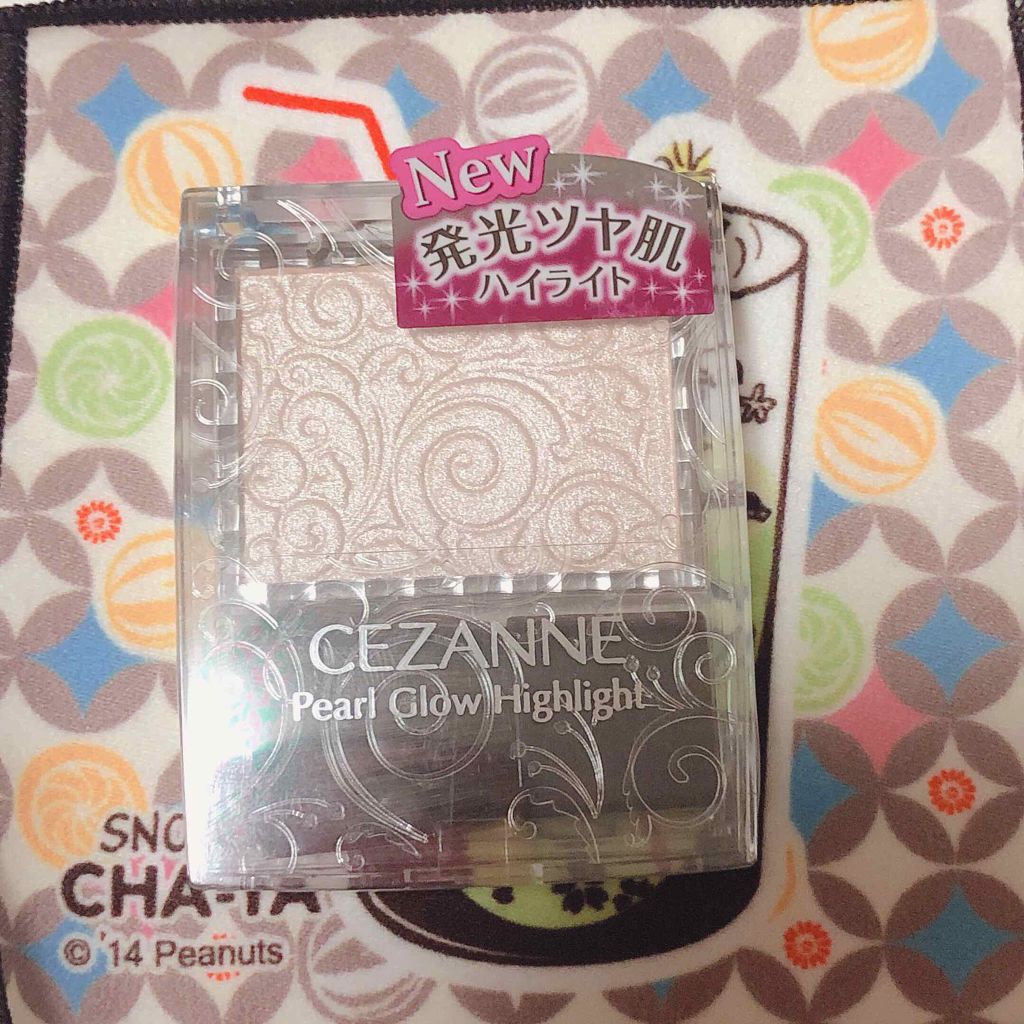 New
発光ツヤ肌
ハイライト
CEZANNE
Pearl Glow Highlight
CHA-YA
© '14 Peanuts